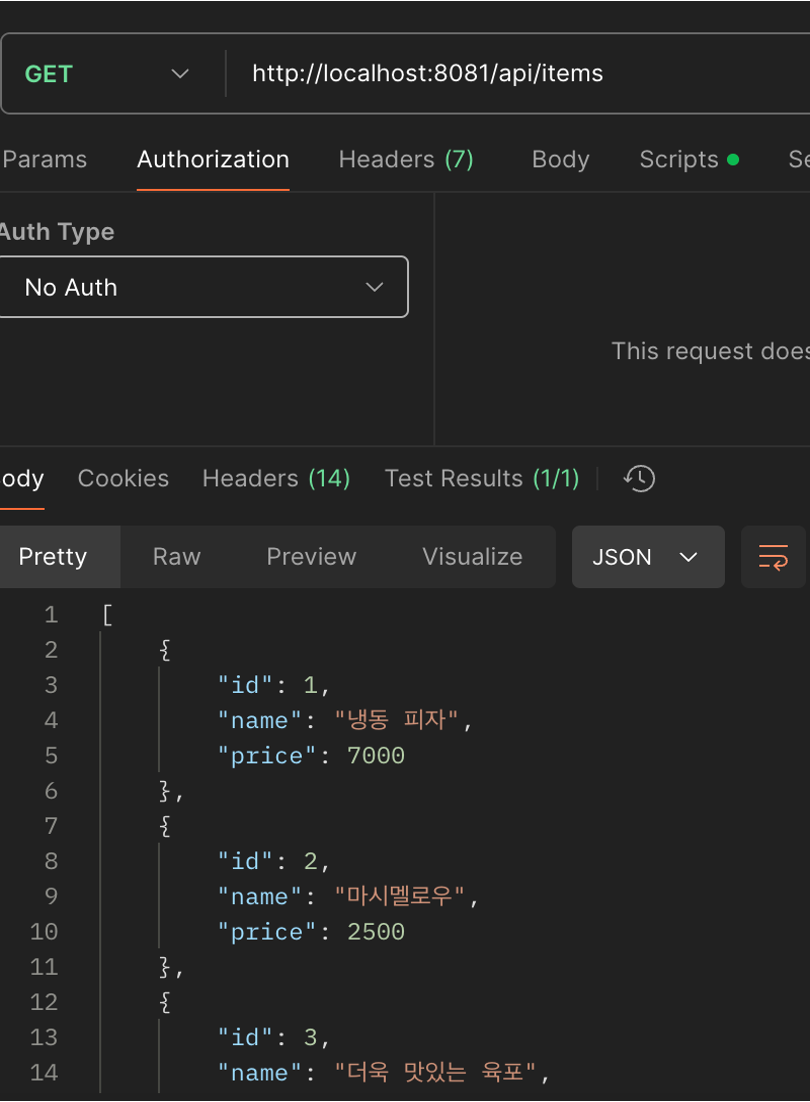 GET http://localhost:8081/api/items
Params Authorization Headers (7) Body Scripts
Auth Type
No Auth
This request
Cookies Headers (14) Test Results (1/1)
Pretty Raw Preview Visualize JSON
1 [
2 {
3 "id": 1,
4 "name": "냉동 피자",
5 "price": 7000
6 },
7 {
8 "id": 2,
9 "name": "마시멜로우",
10 "price": 2500
11 },
12 {
13 "id": 3,
14 "name": "더욱 맛있는 육포",